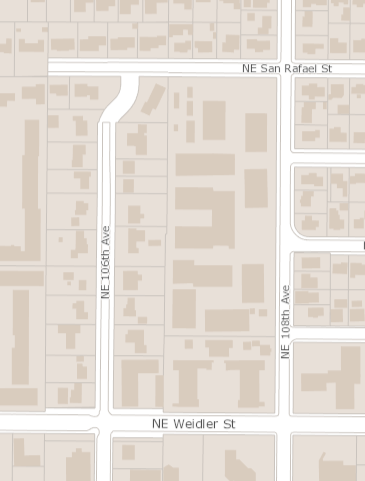 NE San Rafael St
NE 106th Ave
NE 108th Ave
NE Weidler St